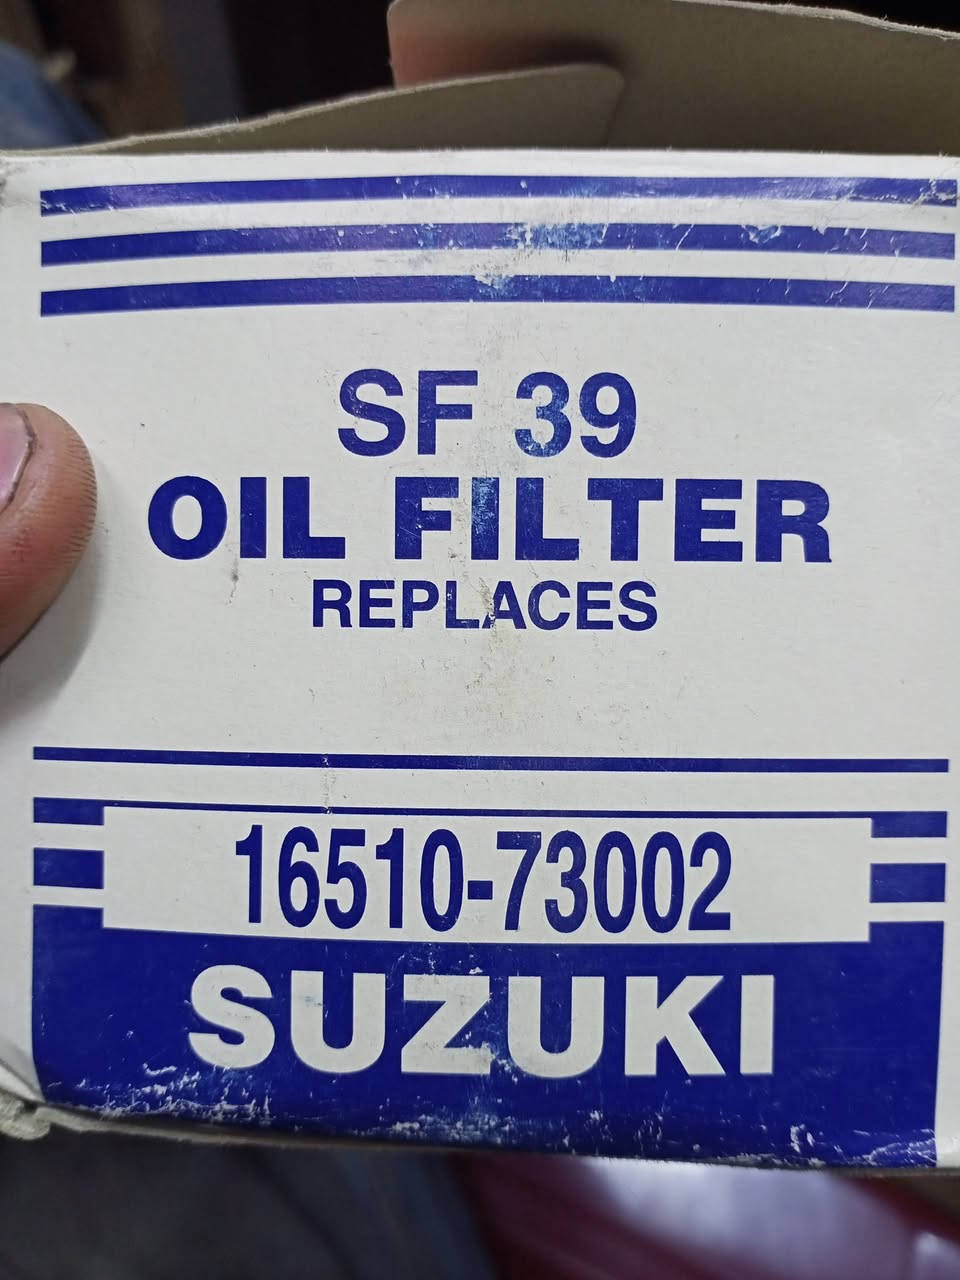 SF 39
OIL FILTER
REPLACES
16510-73002
SUZUKI